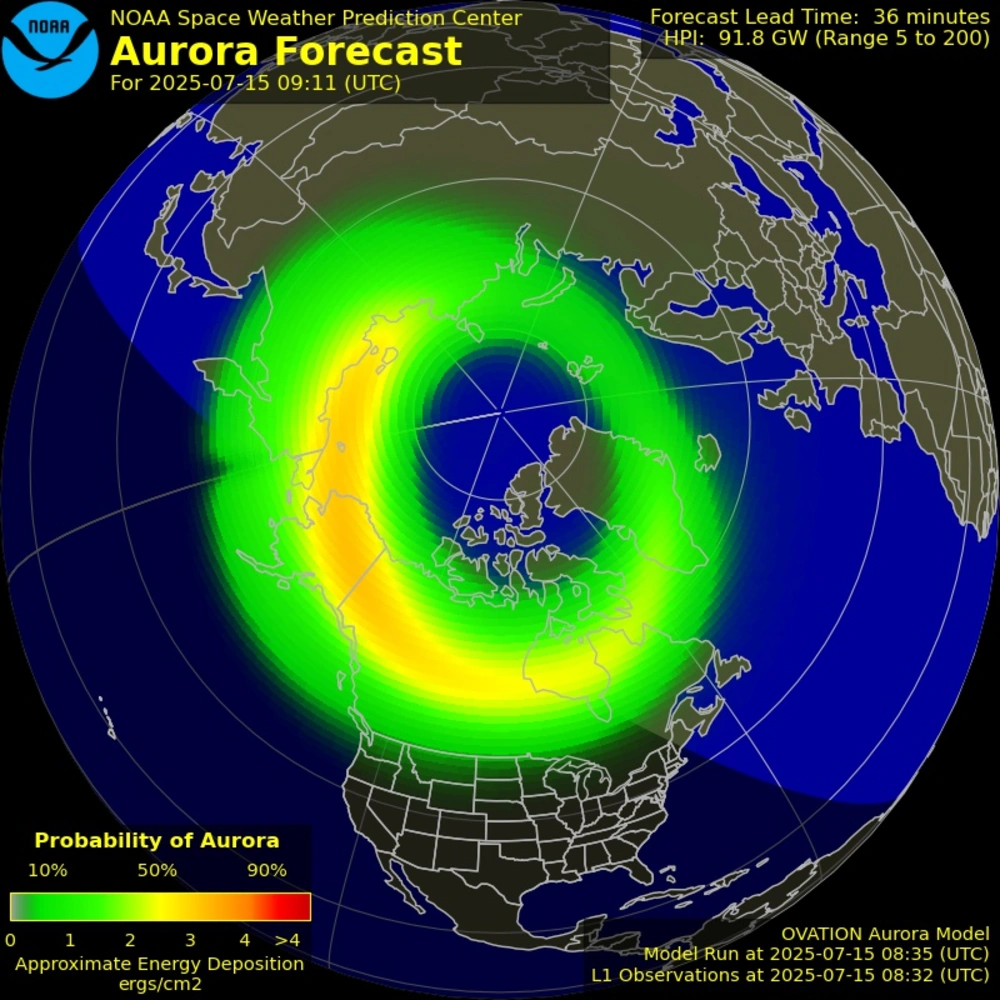 NOAA
NOAA Space Weather Prediction Center
Aurora Forecast
For 2025-07-15 09:11 (UTC)
Forecast Lead Time: 36 minutes
HPI: 91.8 GW (Range 5 to 200)
Probability of Aurora
10% 50% 90%
0 1 2 3 4 >4
Approximate Energy Deposition
ergs/cm2
OVATION Aurora Model
Model Run at 2025-07-15 08:35 (UTC)
L1 Observations at 2025-07-15 08:32 (UTC)